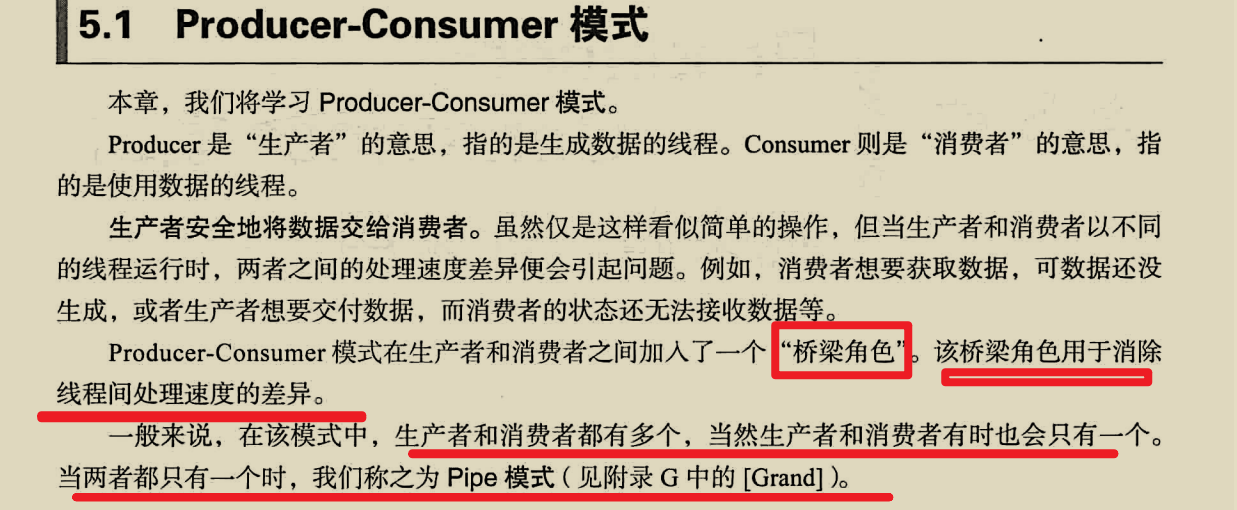 5.1 Producer-Consumer 模式
本章，我们将学习 Producer-Consumer 模式。
Producer 是“生产者”的意思，指的是生成数据的线程。Consumer 则是“消费者”的意思，指
的是使用数据的线程。
生产者安全地将数据交给消费者。虽然仅是这样看似简单的操作，但当生产者和消费者以不同
的线程运行时，两者之间的处理速度差异便会引起问题。例如，消费者想要获取数据，可数据还没
生成，或者生产者想要交付数据，而消费者的状态还无法接收数据等。
Producer-Consumer 模式在生产者和消费者之间加入了一个“桥梁角色”。该桥梁角色用于消除
线程间处理速度的差异。
一般来说，在该模式中，生产者和消费者都有多个，当然生产者和消费者有时也会只有一个。
当两者都只有一个时，我们称之为 Pipe 模式（见附录 G 中的 [Grand]）。